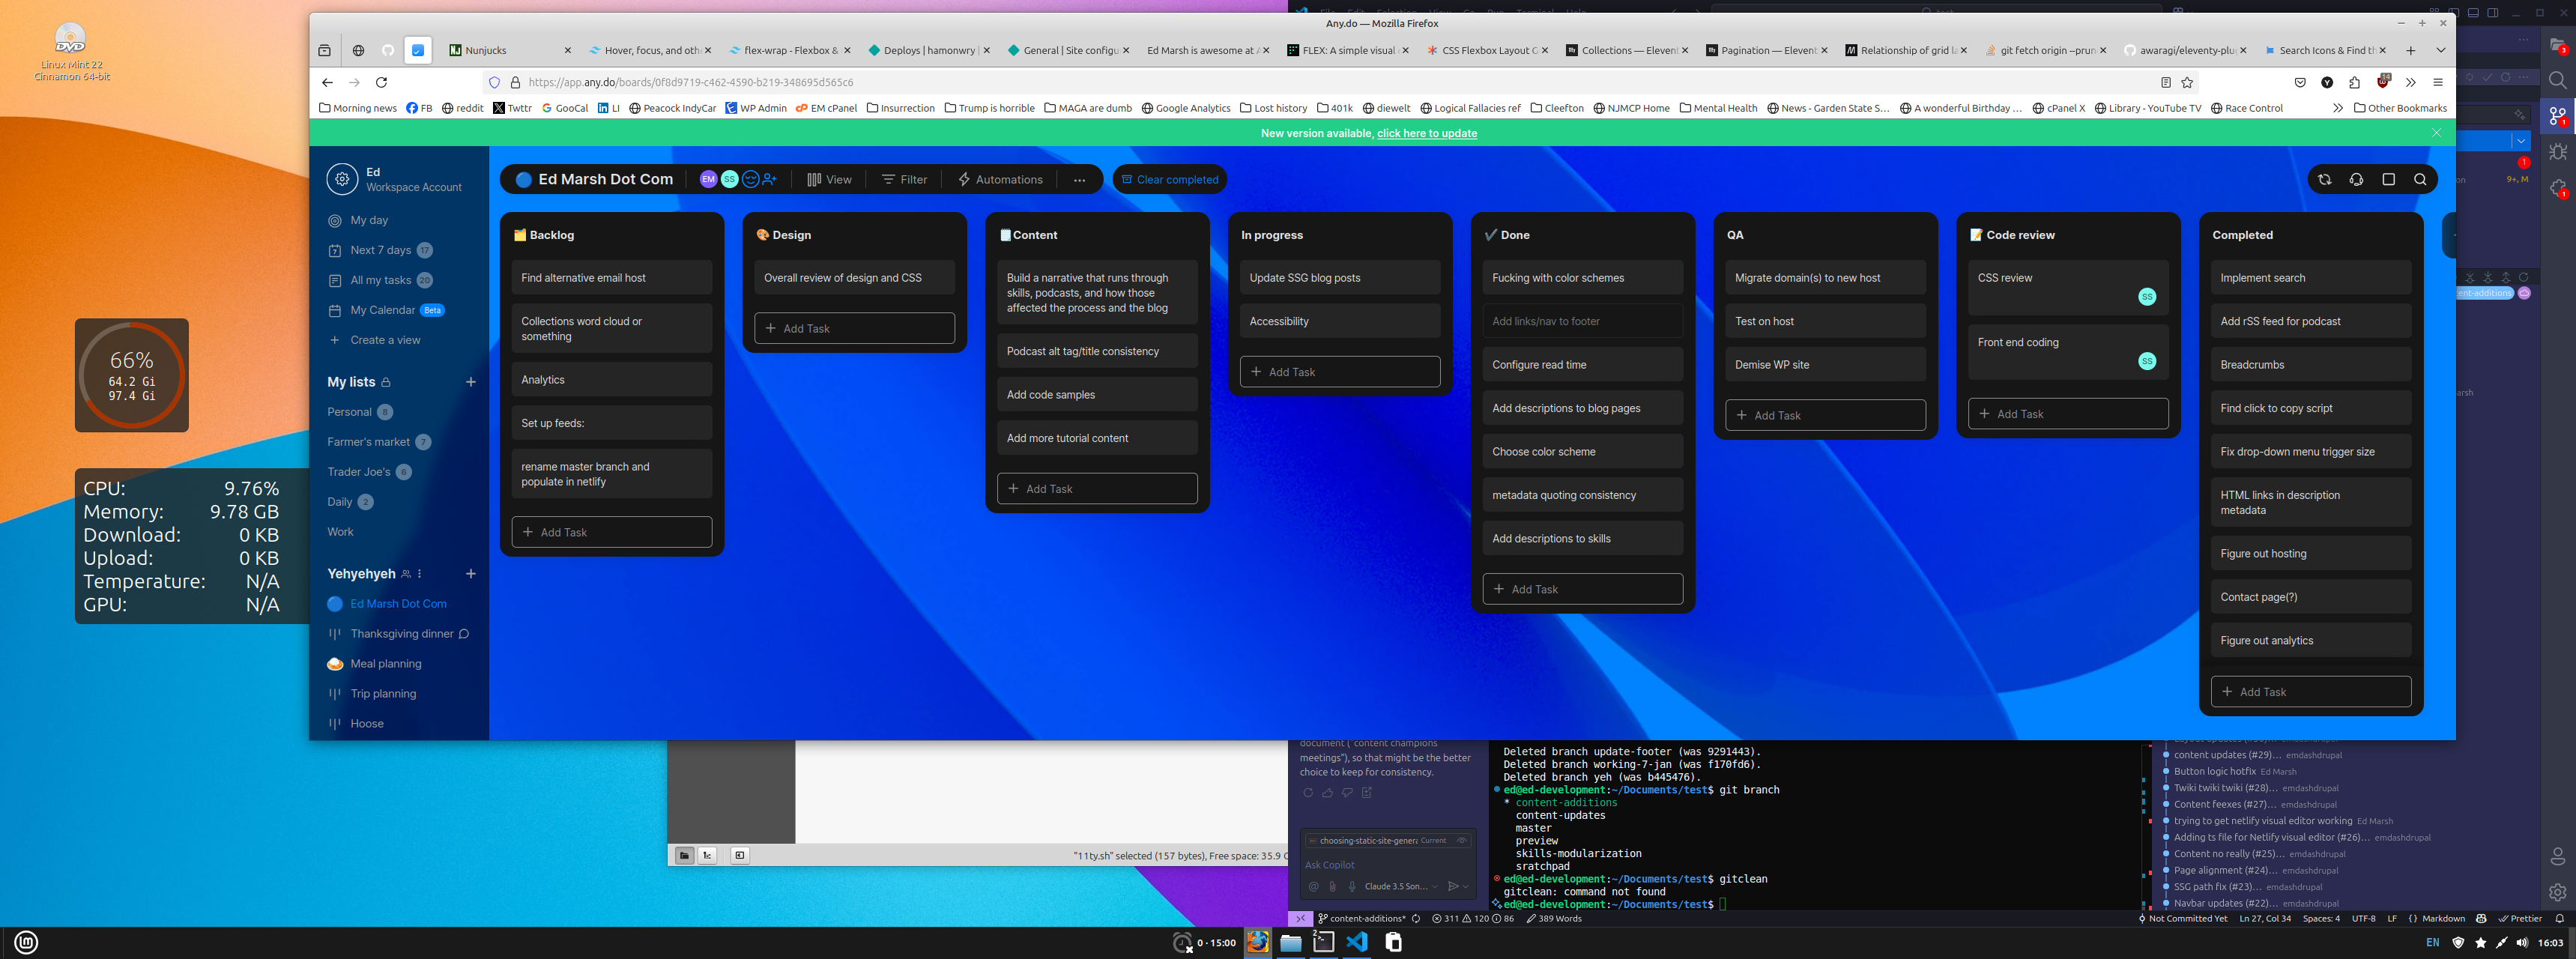 Linux Mint 22
Cinnamon 64-bit
66%
64.2 Gi
97.4 Gi
CPU: 9.76%
Memory: 9.78 GB
Download: 0 KB
Upload: 0 KB
Temperature: N/A
GPU: N/A
Any.do — Mozilla Firefox
Nunjucks
Hover, focus, and othe
flex-wrap - Flexbox &
Deploys | hamonwry |
General | Site configu
Ed Marsh is awesome at A
FLEX: A simple visual
CSS Flexbox Layout G
Collections — Elevent
Pagination — Elevent
Relationship of grid la
git fetch origin --prun
awaragi/eleventy-plu
Search Icons & Find th
https://app.any.do/boards/0f8d9719-c462-4590-b219-348695d565c6
Morning news
FB
reddit
Twttr
GooCal
LI
Peacock IndyCar
WP Admin
EM cPanel
Insurrection
Trump is horrible
MAGA are dumb
Google Analytics
Lost history
401k
diewelt
Logical Fallacies ref
Cleefton
NJMCP Home
Mental Health
News - Garden State S...
A wonderful Birthday ...
cPanel X
Library - YouTube TV
Race Control
Other Bookmarks
New version available, click here to update
Ed
Workspace Account
My day
Next 7 days 17
All my tasks 20
My Calendar Beta
Create a view
My lists
Personal 8
Farmer's market 7
Trader Joe's 6
Daily 2
Work
Yehyehyeh
Ed Marsh Dot Com
Thanksgiving dinner
Meal planning
Trip planning
Hoose
Ed Marsh Dot Com
EM
SS
View
Filter
Automations
Clear completed
Backlog
Find alternative email host
Collections word cloud or
something
Analytics
Set up feeds:
rename master branch and
populate in netlify
Add Task
Design
Overall review of design and CSS
Add Task
Content
Build a narrative that runs through
skills, podcasts, and how those
affected the process and the blog
Podcast alt tag/title consistency
Add code samples
Add more tutorial content
Add Task
In progress
Update SSG blog posts
Accessibility
Add Task
Done
Fucking with color schemes
Add links/nav to footer
Configure read time
Add descriptions to blog pages
Choose color scheme
metadata quoting consistency
Add descriptions to skills
Add Task
QA
Migrate domain(s) to new host
Test on host
Demise WP site
Add Task
Code review
CSS review
SS
Front end coding
SS
Add Task
Completed
Implement search
Add rSS feed for podcast
Breadcrumbs
Find click to copy script
Fix drop-down menu trigger size
HTML links in description
metadata
Figure out hosting
Contact page(?)
Figure out analytics
Add Task
9+, M
"11ty.sh" selected (157 bytes), Free space: 35.9 G
document ("content champions
meetings"), so that might be the better
choice to keep for consistency.
choosing-static-site-genera Current
Ask Copilot
Claude 3.5 Son...
Deleted branch update-footer (was 9291443).
Deleted branch working-7-jan (was f170fd6).
Deleted branch yeh (was b445476).
ed@ed-development:~/Documents/test$ git branch
* content-additions
content-updates
master
preview
skills-modularization
sratchpad
ed@ed-development:~/Documents/test$ gitclean
gitclean: command not found
ed@ed-development:~/Documents/test$
content updates (#29)... emdashdrupal
Button logic hotfix Ed Marsh
Twiki twiki twiki (#28)... emdashdrupal
Content feexes (#27)... emdashdrupal
trying to get netlify visual editor working Ed Marsh
Adding ts file for Netlify visual editor (#26)... emdashdrupal
Content no really (#25)... emdashdrupal
Page alignment (#24)... emdashdrupal
SSG path fix (#23)... emdashdrupal
Navbar updates (#22)... emdashdrupal
content-additions*
311 120 86
389 Words
Not Committed Yet
Ln 27, Col 34
Spaces: 4
UTF-8
LF
Markdown
Prettier
0 · 15:00
2
EN
16:03